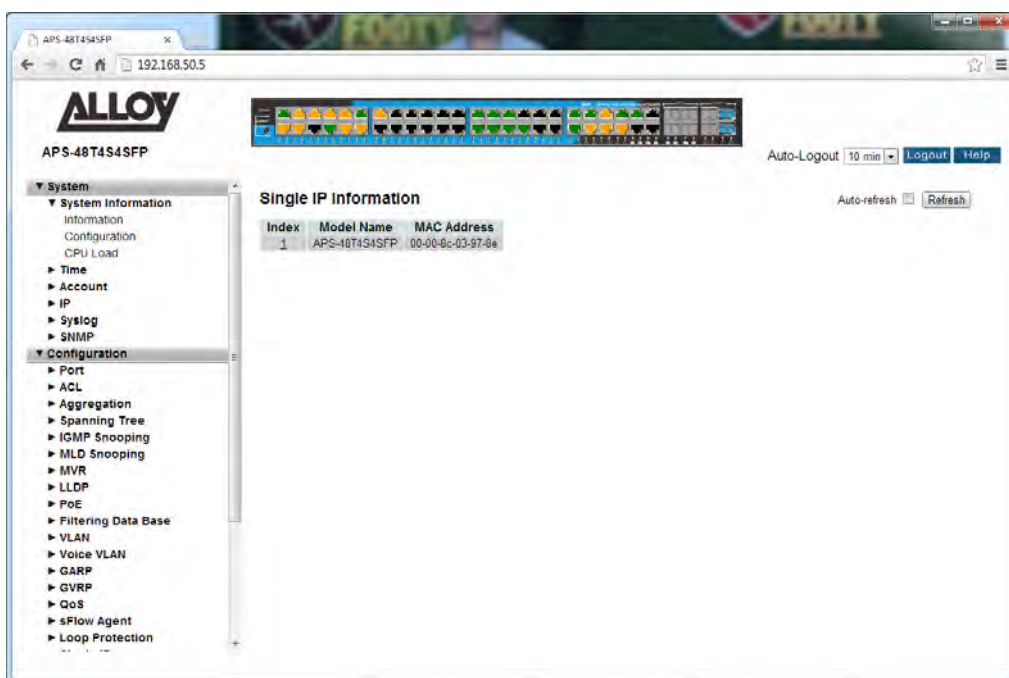 FOOTY
APS-48T4S4SFP
192.168.50.5
ALLOY
APS-48T4S4SFP
Auto-Logout 10 min Logout Help
▼ System
▼ System Information
Information
Configuration
CPU Load
► Time
► Account
► IP
► Syslog
► SNMP
▼ Configuration
► Port
► ACL
► Aggregation
► Spanning Tree
► IGMP Snooping
► MLD Snooping
► MVR
► LLDP
► PoE
► Filtering Data Base
► VLAN
► Voice VLAN
► GARP
► GVRP
► QoS
► sFlow Agent
► Loop Protection
Single IP Information
Auto-refresh Refresh
Index Model Name MAC Address
1 APS-48T4S4SFP 00-00-8c-03-97-8e